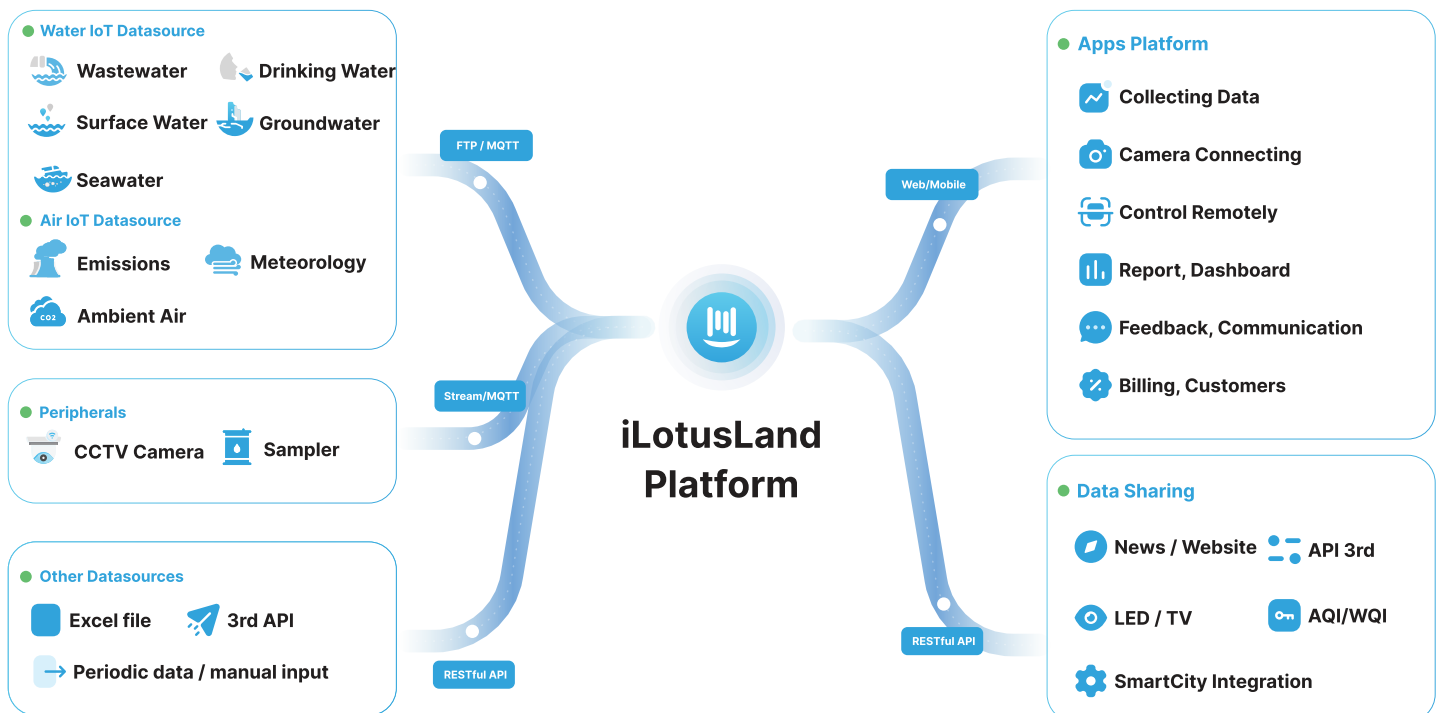 Water IoT Datasource
Wastewater
Drinking Water
Surface Water
Groundwater
Seawater
Air IoT Datasource
Emissions
Meteorology
CO2
Ambient Air
Peripherals
CCTV Camera
Sampler
Other Datasources
Excel file
3rd API
Periodic data / manual input
FTP / MQTT
Stream/MQTT
RESTful API
iLotusLand
Platform
Web/Mobile
RESTful API
Apps Platform
Collecting Data
Camera Connecting
Control Remotely
Report, Dashboard
Feedback, Communication
Billing, Customers
Data Sharing
News / Website
API 3rd
LED / TV
AQI/WQI
SmartCity Integration